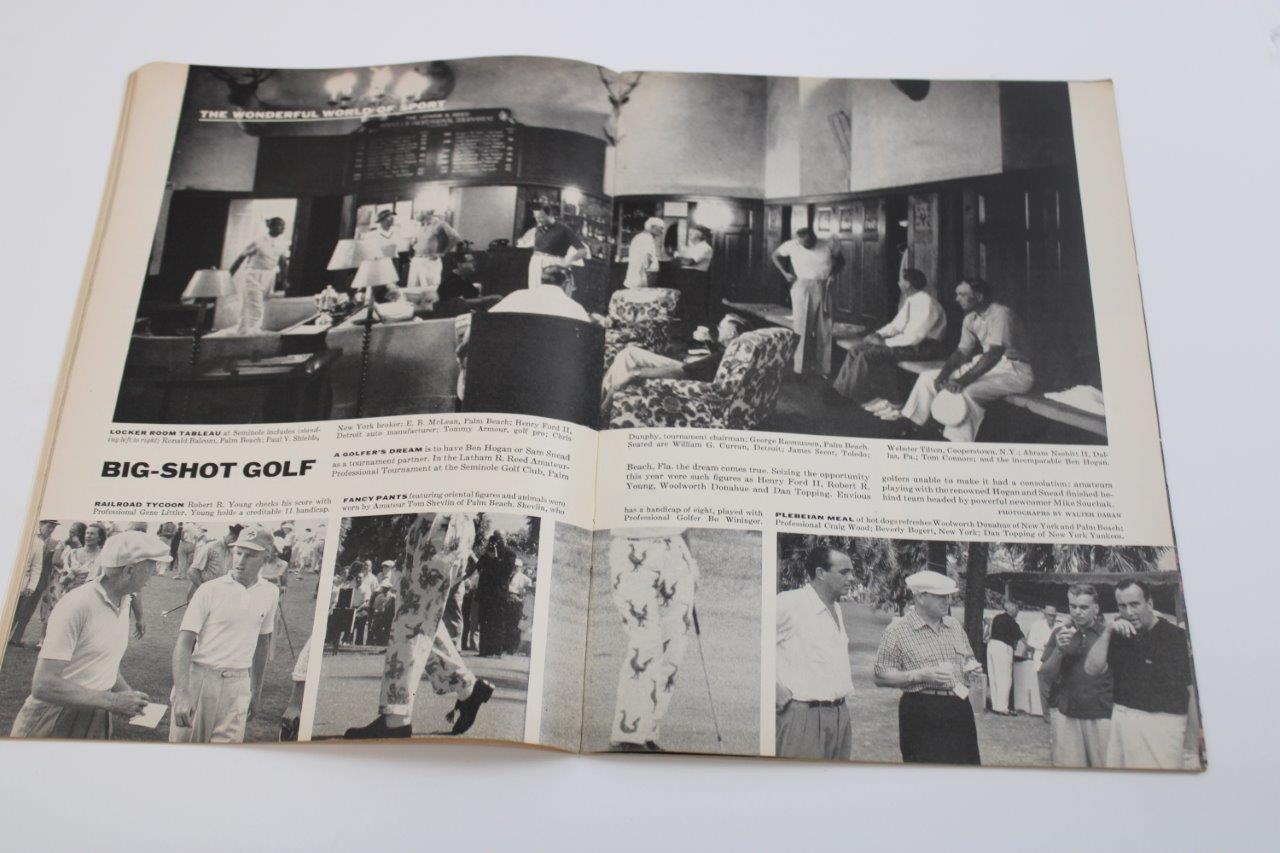 THE WONDERFUL WORLD OF SPORT
THE LATHAM R. REED
AMATEUR-PROFESSIONAL TOURNAMENT
LOCKER ROOM TABLEAU at Seminole includes (stand-
ing left to right) Ronald Balcom, Palm Beach; Paul V. Shields,
New York broker; E. B. McLean, Palm Beach; Henry Ford II,
Detroit auto manufacturer; Tommy Armour, golf pro; Chris
Dunphy, tournament chairman; George Rasmussen, Palm Beach.
Seated are William G. Curran, Detroit; James Secor, Toledo;
Webster Tilton, Cooperstown, N.Y.; Abram Nesbitt II, Dal-
las, Pa.; Tom Connors; and the incomparable Ben Hogan.
BIG-SHOT GOLF
A GOLFER'S DREAM is to have Ben Hogan or Sam Snead
as a tournament partner. In the Latham R. Reed Amateur-
Professional Tournament at the Seminole Golf Club, Palm
Beach, Fla. the dream comes true. Seizing the opportunity
this year were such figures as Henry Ford II, Robert R.
Young, Woolworth Donahue and Dan Topping. Envious
golfers unable to make it had a consolation: amateurs
playing with the renowned Hogan and Snead finished be-
hind team headed by powerful newcomer Mike Souchak.
PHOTOGRAPHS BY WALTER DARAN
RAILROAD TYCOON Robert R. Young checks his score with
Professional Gene Littler. Young holds a creditable 11 handicap.
FANCY PANTS featuring oriental figures and animals were
worn by Amateur Tom Shevlin of Palm Beach. Shevlin, who
has a handicap of eight, played with
Professional Golfer Bo Wininger.
PLEBEIAN MEAL of hot dogs refreshes Woolworth Donahue of New York and Palm Beach;
Professional Craig Wood; Beverly Bogert, New York; Dan Topping of New York Yankees.